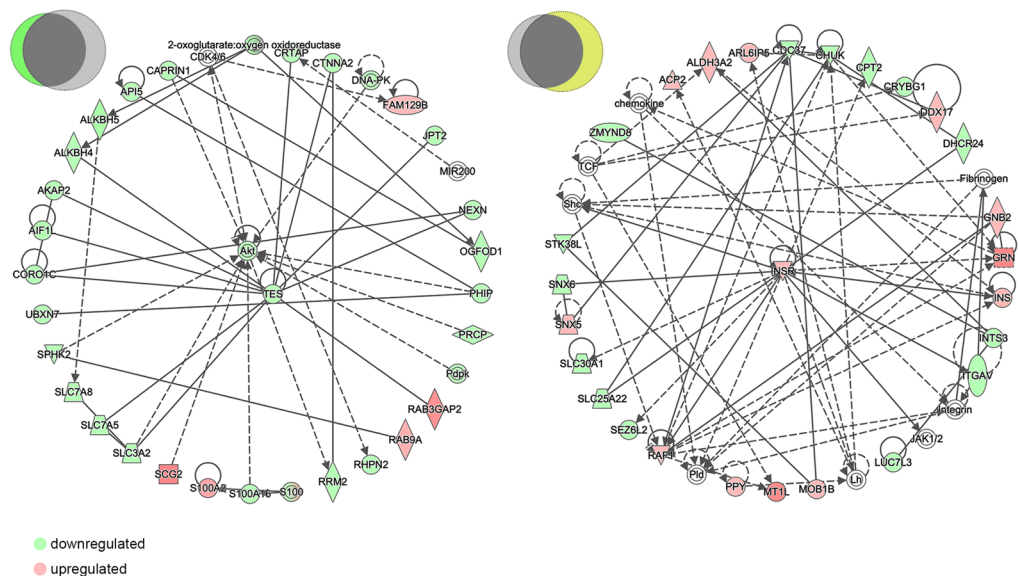 2-oxoglutarate:oxygen oxidoreductase
CDK4/6
CRTAP
CTNNA2
CAPRIN1
DNA-PK
API5
FAM129B
ALKBH5
JPT2
ALKBH4
MIR200
AKAP2
NEXN
AIF1
Akt
OGFOD1
CORO1C
TES
PHIP
UBXN7
PRCP
SPHK2
Pdpk
SLC7A8
RAB3GAP2
SLC7A5
RAB9A
SLC3A2
RHPN2
SCG2
RRM2
S100A2
S100A16
S100
CDC37
CHUK
ARL6IP5
ALDH3A2
CPT2
ACP2
CRYBG1
chemokine
DDX17
ZMYND8
DHCR24
TCF
Fibrinogen
Shc
GNB2
STK38L
GRN
INSR
SNX6
INS
SNX5
INTS3
SLC30A1
ITGAV
SLC25A22
Integrin
SEZ6L2
JAK1/2
RAF1
LUC7L3
Pld
Lh
PPY
MT1L
MOB1B
downregulated
upregulated